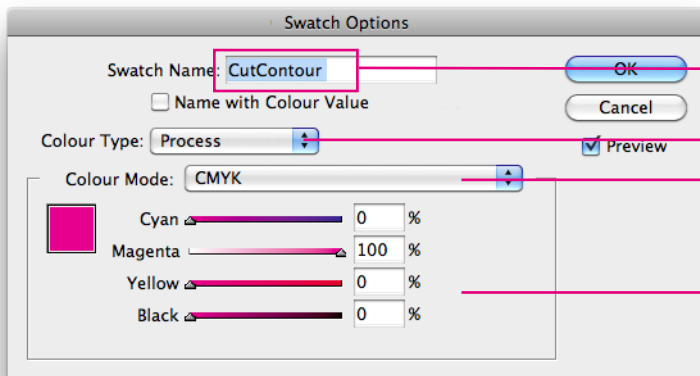 Swatch Options
Swatch Name: CutContour
OK
Name with Colour Value
Cancel
Colour Type: Process
Preview
Colour Mode: CMYK
Cyan 0 %
Magenta 100 %
Yellow 0 %
Black 0 %